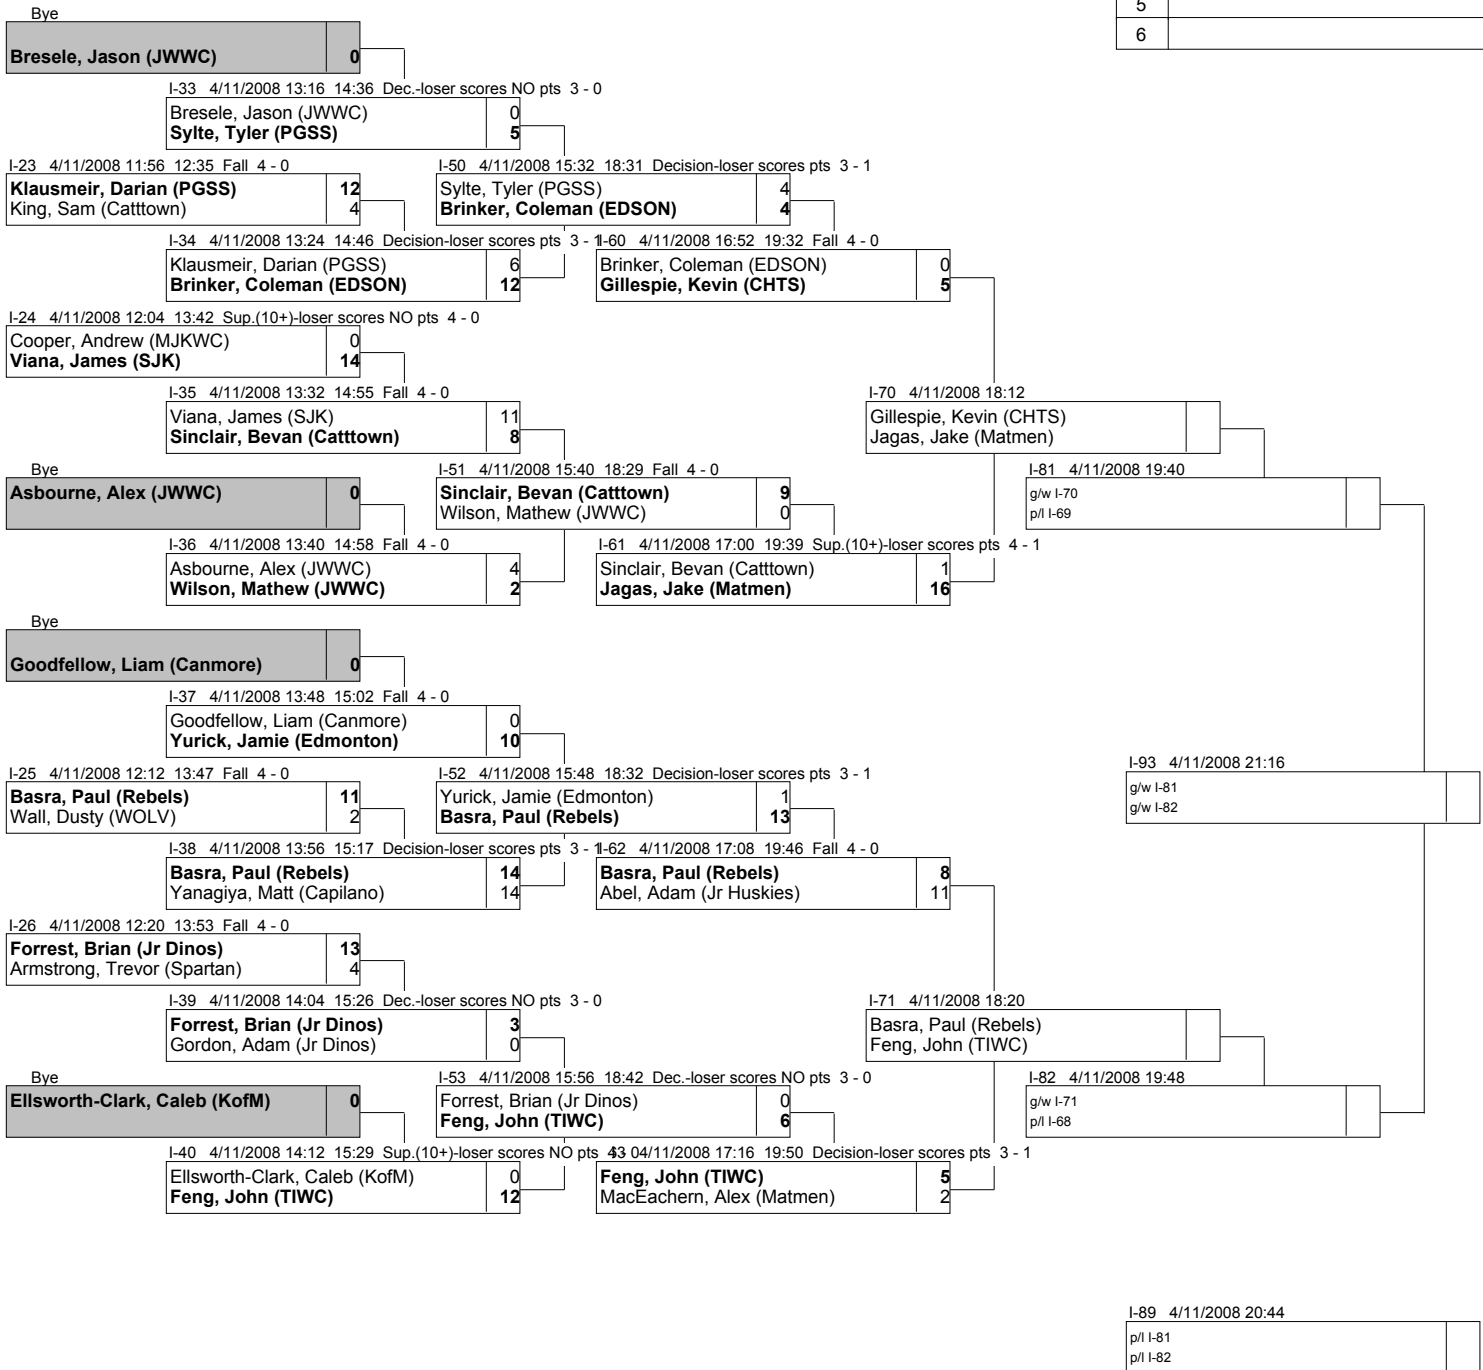 5
6
Bye
Bresele, Jason (JWWC) 0
I-33 4/11/2008 13:16 14:36 Dec.-loser scores NO pts 3 - 0
Bresele, Jason (JWWC) 0
Sylte, Tyler (PGSS) 5
I-23 4/11/2008 11:56 12:35 Fall 4 - 0
Klausmeir, Darian (PGSS) 12
King, Sam (Catttown) 4
I-50 4/11/2008 15:32 18:31 Decision-loser scores pts 3 - 1
Sylte, Tyler (PGSS) 4
Brinker, Coleman (EDSON) 4
I-34 4/11/2008 13:24 14:46 Decision-loser scores pts 3 - 1
Klausmeir, Darian (PGSS) 6
Brinker, Coleman (EDSON) 12
I-60 4/11/2008 16:52 19:32 Fall 4 - 0
Brinker, Coleman (EDSON) 0
Gillespie, Kevin (CHTS) 5
I-24 4/11/2008 12:04 13:42 Sup.(10+)-loser scores NO pts 4 - 0
Cooper, Andrew (MJKWC) 0
Viana, James (SJK) 14
I-35 4/11/2008 13:32 14:55 Fall 4 - 0
Viana, James (SJK) 11
Sinclair, Bevan (Catttown) 8
I-70 4/11/2008 18:12
Gillespie, Kevin (CHTS)
Jagas, Jake (Matmen)
Bye
Asbourne, Alex (JWWC) 0
I-51 4/11/2008 15:40 18:29 Fall 4 - 0
Sinclair, Bevan (Catttown) 9
Wilson, Mathew (JWWC) 0
I-81 4/11/2008 19:40
g/w I-70
p/l I-69
I-36 4/11/2008 13:40 14:58 Fall 4 - 0
Asbourne, Alex (JWWC) 4
Wilson, Mathew (JWWC) 2
I-61 4/11/2008 17:00 19:39 Sup.(10+)-loser scores pts 4 - 1
Sinclair, Bevan (Catttown) 1
Jagas, Jake (Matmen) 16
Bye
Goodfellow, Liam (Canmore) 0
I-37 4/11/2008 13:48 15:02 Fall 4 - 0
Goodfellow, Liam (Canmore) 0
Yurick, Jamie (Edmonton) 10
I-25 4/11/2008 12:12 13:47 Fall 4 - 0
Basra, Paul (Rebels) 11
Wall, Dusty (WOLV) 2
I-52 4/11/2008 15:48 18:32 Decision-loser scores pts 3 - 1
Yurick, Jamie (Edmonton) 1
Basra, Paul (Rebels) 13
I-93 4/11/2008 21:16
g/w I-81
g/w I-82
I-38 4/11/2008 13:56 15:17 Decision-loser scores pts 3 - 1
Basra, Paul (Rebels) 14
Yanagiya, Matt (Capilano) 14
I-62 4/11/2008 17:08 19:46 Fall 4 - 0
Basra, Paul (Rebels) 8
Abel, Adam (Jr Huskies) 11
I-26 4/11/2008 12:20 13:53 Fall 4 - 0
Forrest, Brian (Jr Dinos) 13
Armstrong, Trevor (Spartan) 4
I-39 4/11/2008 14:04 15:26 Dec.-loser scores NO pts 3 - 0
Forrest, Brian (Jr Dinos) 3
Gordon, Adam (Jr Dinos) 0
I-71 4/11/2008 18:20
Basra, Paul (Rebels)
Feng, John (TIWC)
Bye
Ellsworth-Clark, Caleb (KofM) 0
I-53 4/11/2008 15:56 18:42 Dec.-loser scores NO pts 3 - 0
Forrest, Brian (Jr Dinos) 0
Feng, John (TIWC) 6
I-82 4/11/2008 19:48
g/w I-71
p/l I-68
I-40 4/11/2008 14:12 15:29 Sup.(10+)-loser scores NO pts
Ellsworth-Clark, Caleb (KofM) 0
Feng, John (TIWC) 12
4/11/2008 17:16 19:50 Decision-loser scores pts 3 - 1
Feng, John (TIWC) 5
MacEachern, Alex (Matmen) 2
I-89 4/11/2008 20:44
p/l I-81
p/l I-82